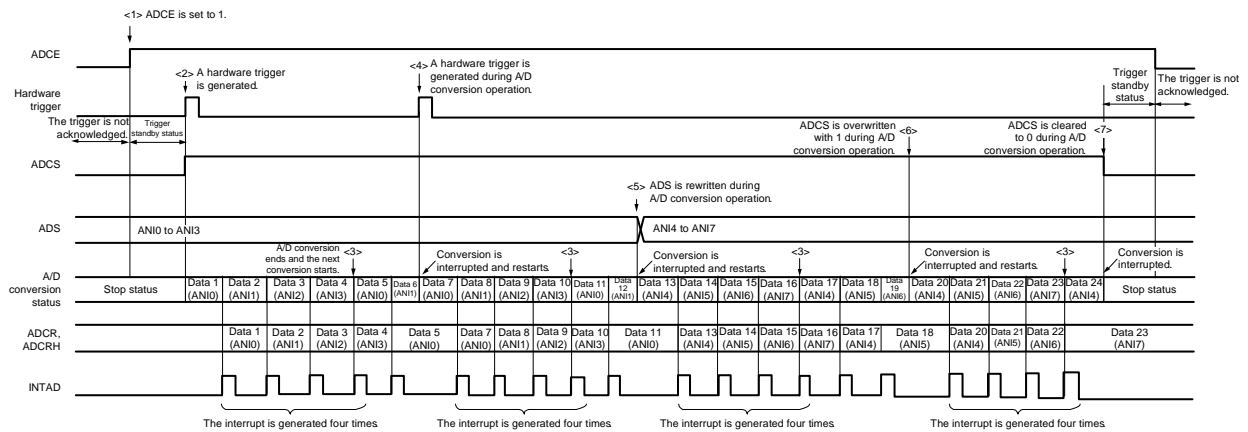 <1> ADCE is set to 1.
ADCE
<2> A hardware trigger
is generated.
<4> A hardware trigger is
generated during A/D
conversion operation.
Trigger
standby
status
The trigger is not
acknowledged.
Hardware
trigger
The trigger is not
acknowledged.
Trigger
standby status
ADCS is overwritten
with 1 during A/D
conversion operation.
<6>
ADCS is cleared
to 0 during A/D
conversion operation.
<7>
ADCS
<5> ADS is rewritten during
A/D conversion operation.
ADS
ANI0 to ANI3
ANI4 to ANI7
A/D conversion
ends and the next
conversion starts.
<3>
Conversion is
interrupted and restarts.
<3>
Conversion is
interrupted and restarts.
<3>
Conversion is
interrupted and restarts.
<3>
Conversion is
interrupted.
A/D
conversion
status
Stop status
Data 1
(ANI0)
Data 2
(ANI1)
Data 3
(ANI2)
Data 4
(ANI3)
Data 5
(ANI0)
Data 6
(ANI1)
Data 7
(ANI0)
Data 8
(ANI1)
Data 9
(ANI2)
Data 10
(ANI3)
Data 11
(ANI0)
Data
12
(ANI1)
Data 13
(ANI4)
Data 14
(ANI5)
Data 15
(ANI6)
Data 16
(ANI7)
Data 17
(ANI4)
Data 18
(ANI5)
Data
19
(ANI6)
Data 20
(ANI4)
Data 21
(ANI5)
Data 22
(ANI6)
Data 23
(ANI7)
Data 24
(ANI4)
Stop status
ADCR,
ADCRH
Data 1
(ANI0)
Data 2
(ANI1)
Data 3
(ANI2)
Data 4
(ANI3)
Data 5
(ANI0)
Data 7
(ANI0)
Data 8
(ANI1)
Data 9
(ANI2)
Data 10
(ANI3)
Data 11
(ANI0)
Data 13
(ANI4)
Data 14
(ANI5)
Data 15
(ANI6)
Data 16
(ANI7)
Data 17
(ANI4)
Data 18
(ANI5)
Data 20
(ANI4)
Data 21
(ANI5)
Data 22
(ANI6)
Data 23
(ANI7)
INTAD
The interrupt is generated four times.
The interrupt is generated four times.
The interrupt is generated four times.
The interrupt is generated four times.